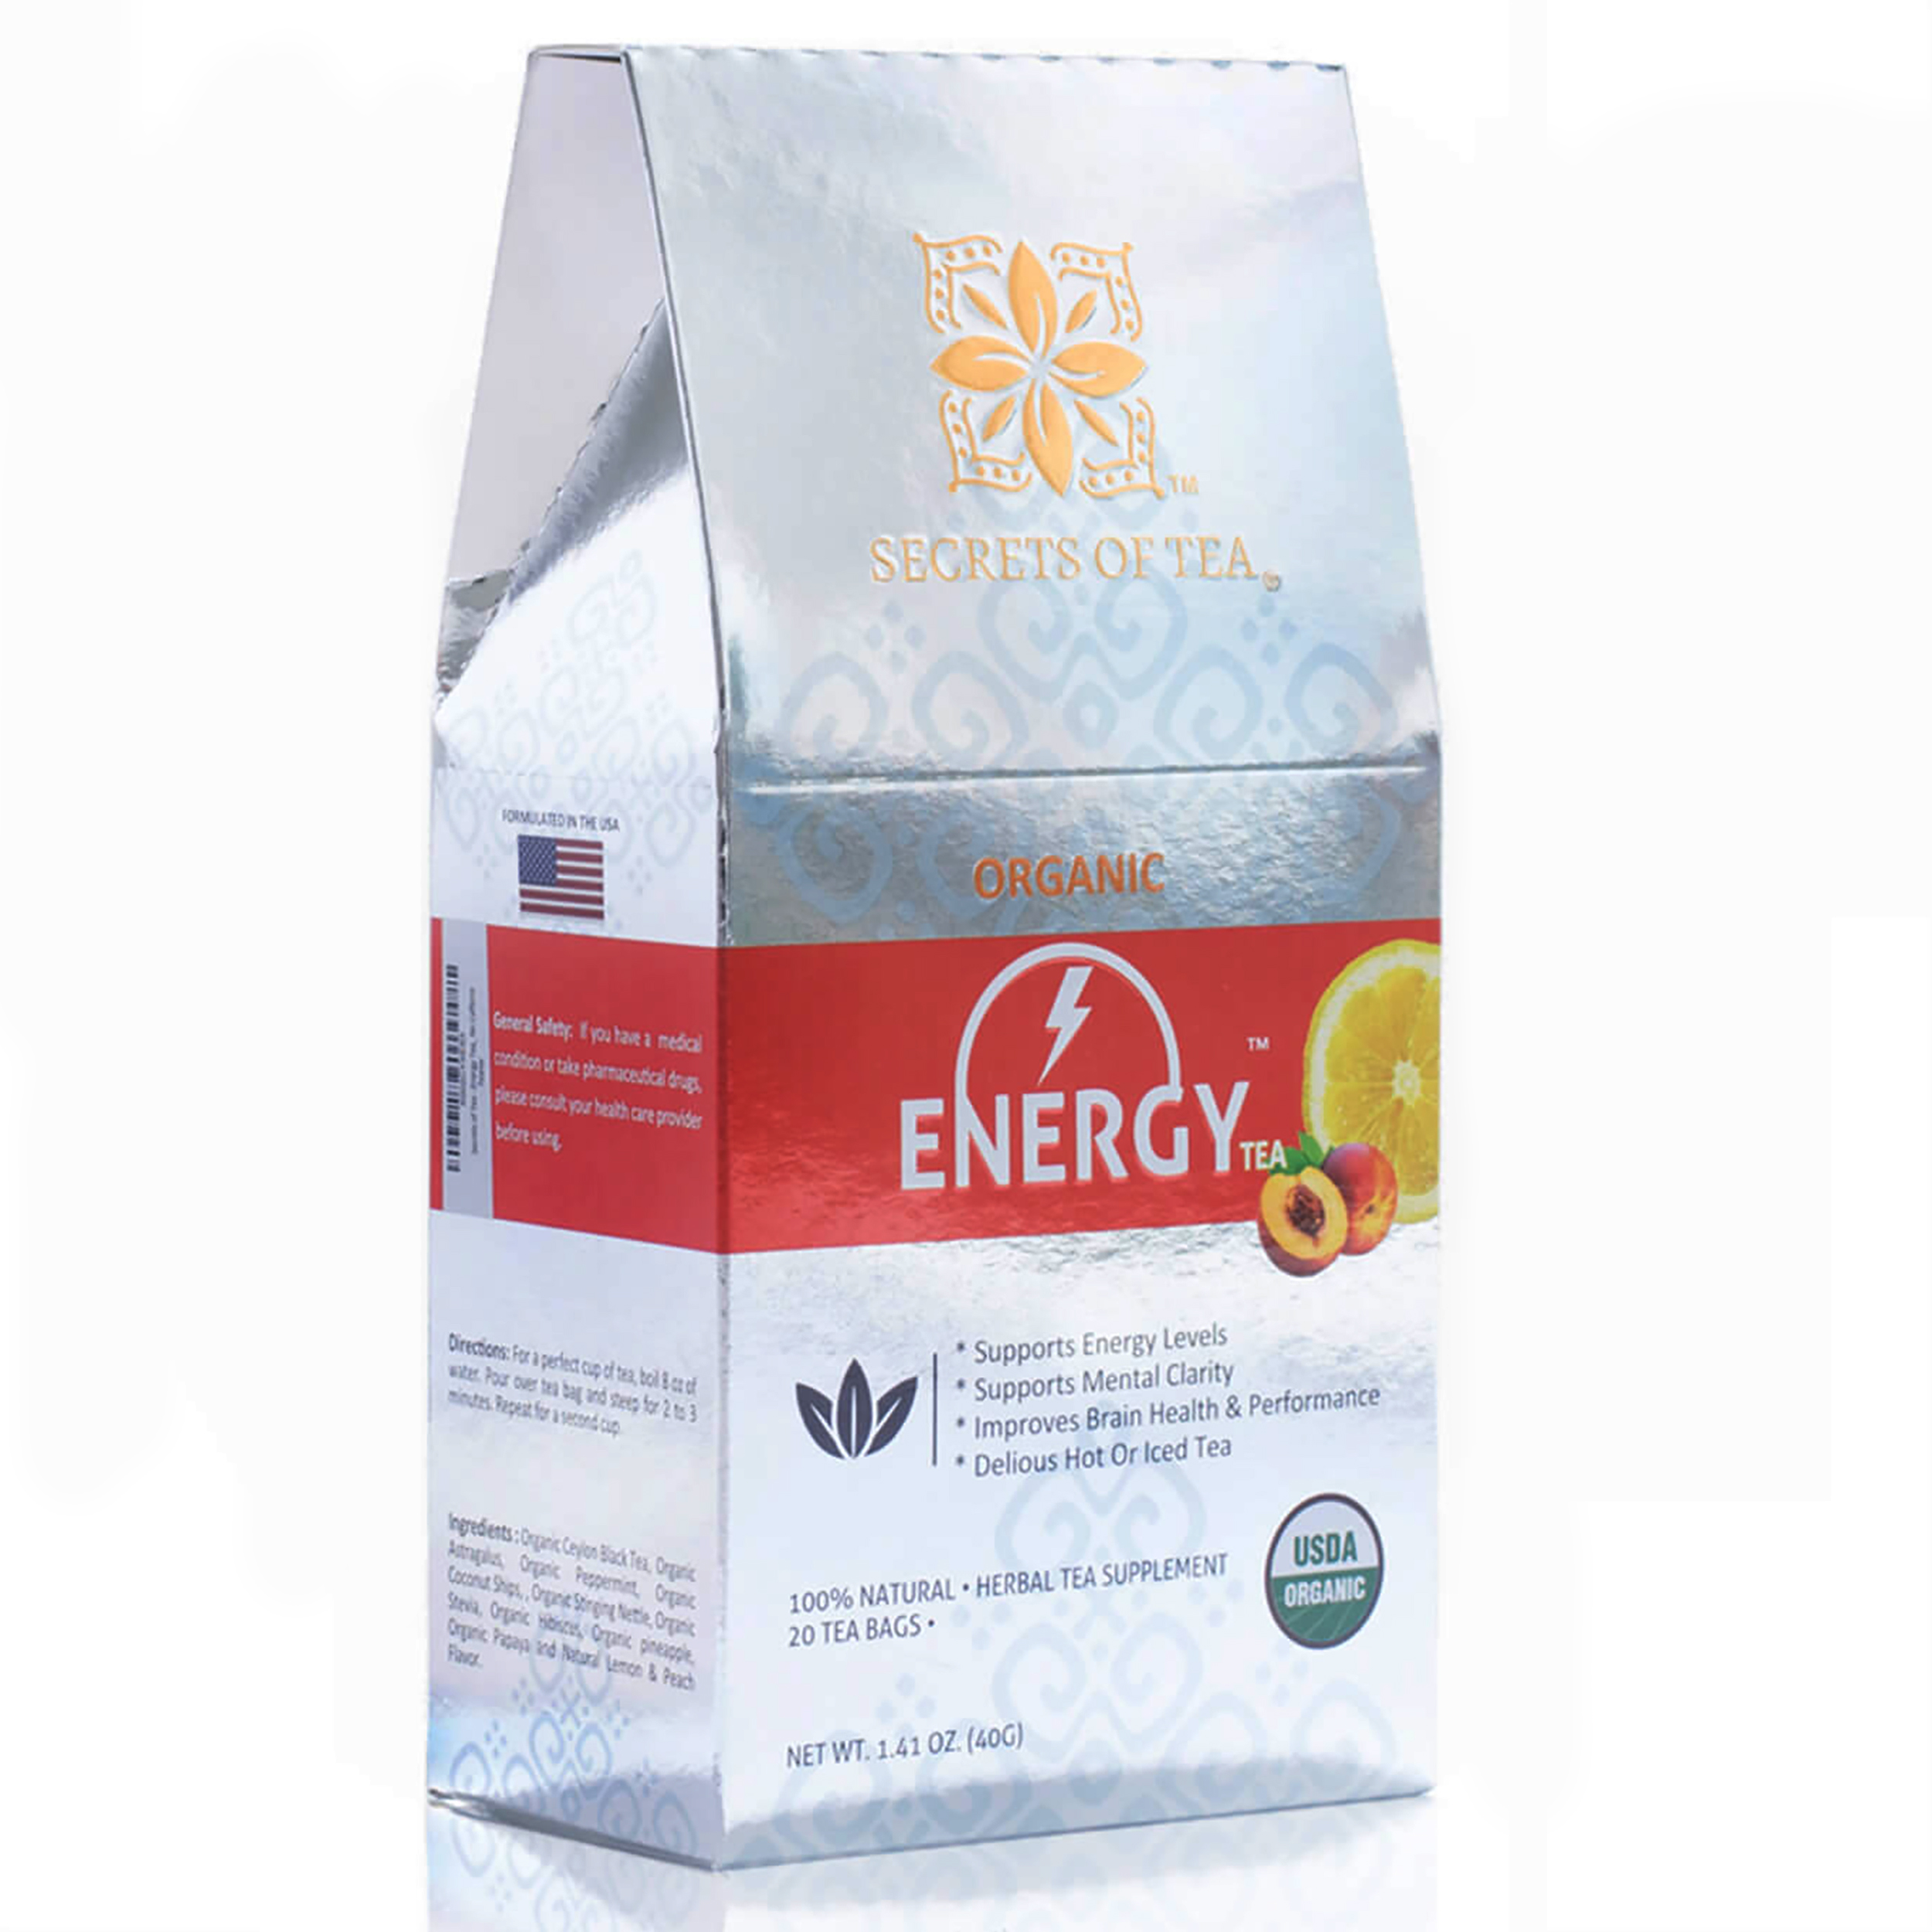 ™
SECRETS OF TEA®
ORGANIC
ENERGY TEA ™
* Supports Energy Levels
* Supports Mental Clarity
* Improves Brain Health & Performance
* Delious Hot Or Iced Tea
100% NATURAL • HERBAL TEA SUPPLEMENT
20 TEA BAGS •
USDA
ORGANIC
NET WT. 1.41 OZ. (40G)
FORMULATED IN THE USA
General Safety: If you have a medical
condition or take pharmaceutical drugs,
please consult your health care provider
before using.
Directions: For a perfect cup of tea, boil 8 oz of
water. Pour over tea bag and steep for 2 to 3
minutes. Repeat for a second cup.
Ingredients : Organic Ceylon Black Tea, Organic
Astragalus, Organic Peppermint, Organic
Coconut Ships, , Organic Stinging Nettle, Organic
Stevia, Organic hibiscus, Organic pineapple,
Organic Papaya and Natural Lemon & Peach
Flavor.